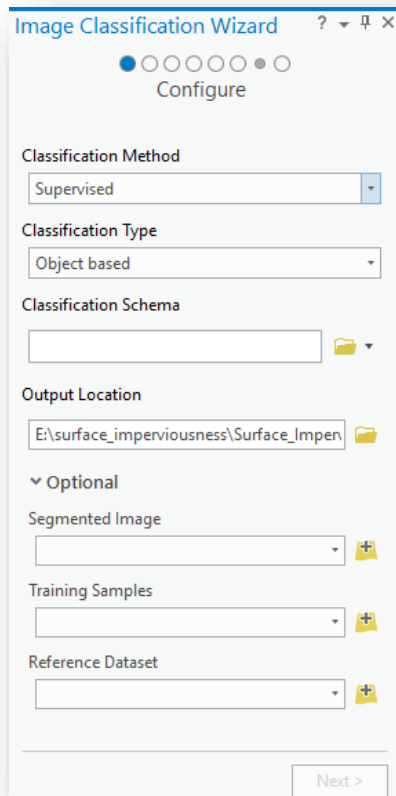 Image Classification Wizard ?
Configure
Classification Method
Supervised
Classification Type
Object based
Classification Schema
Output Location
E:\surface_imperviousness\Surface_Imperv
Optional
Segmented Image
Training Samples
Reference Dataset
Next >